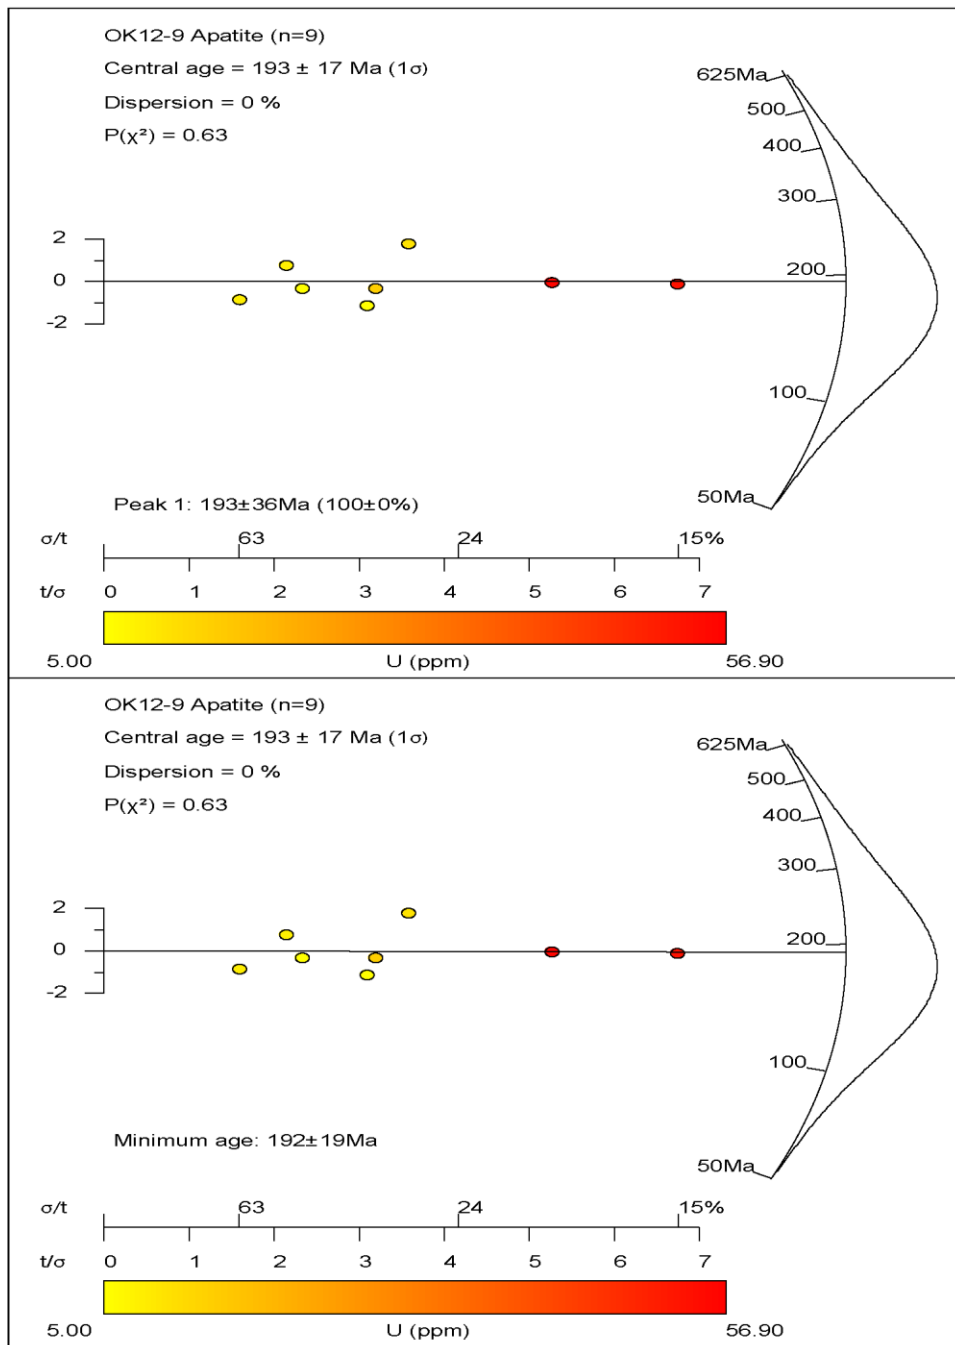 OK12-9 Apatite (n=9)
Central age = 193 ± 17 Ma (1σ)
Dispersion = 0 %
P(χ²) = 0.63
625Ma
500
400
300
200
100
50Ma
2
0
-2
Peak 1: 193±36Ma (100±0%)
σ/t 63 24 15%
t/σ 0 1 2 3 4 5 6 7
5.00 U (ppm) 56.90
OK12-9 Apatite (n=9)
Central age = 193 ± 17 Ma (1σ)
Dispersion = 0 %
P(χ²) = 0.63
625Ma
500
400
300
200
100
50Ma
2
0
-2
Minimum age: 192±19Ma
σ/t 63 24 15%
t/σ 0 1 2 3 4 5 6 7
5.00 U (ppm) 56.90